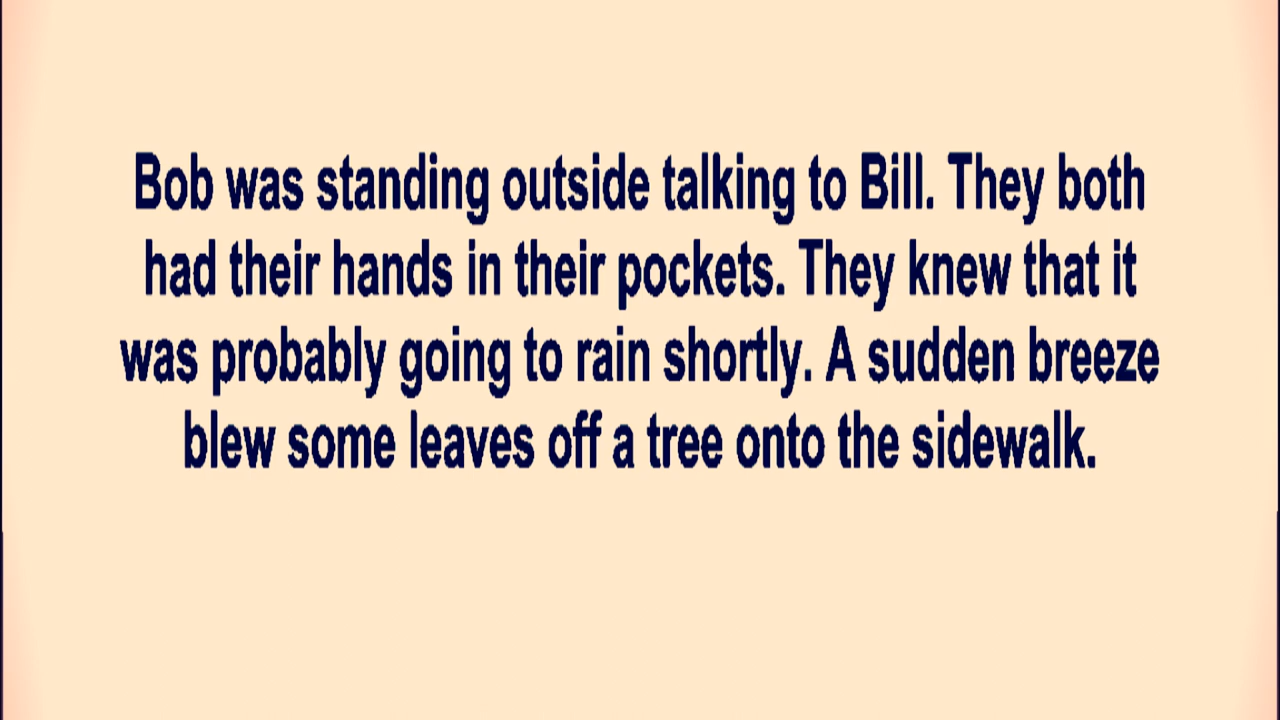 Bob was standing outside talking to Bill. They both
had their hands in their pockets. They knew that it
was probably going to rain shortly. A sudden breeze
blew some leaves off a tree onto the sidewalk.